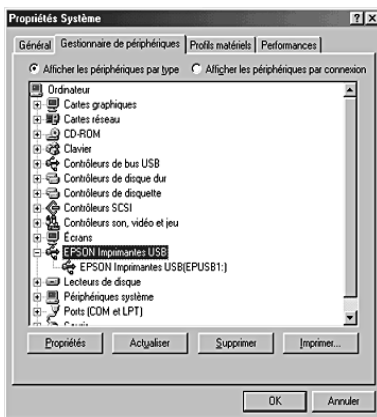 Propriétés Système
Général Gestionnaire de périphériques Profils matériels Performances
Afficher les périphériques par type Afficher les périphériques par connexion
Ordinateur
Cartes graphiques
Cartes réseau
CD-ROM
Clavier
Contrôleurs de bus USB
Contrôleurs de disque dur
Contrôleurs de disquette
Contrôleurs SCSI
Contrôleurs son, vidéo et jeu
Écrans
EPSON Imprimantes USB
EPSON Imprimantes USB(EPUSB1:)
Lecteurs de disque
Périphériques système
Ports (COM et LPT)
Souris
Propriétés Actualiser Supprimer Imprimer...
OK Annuler